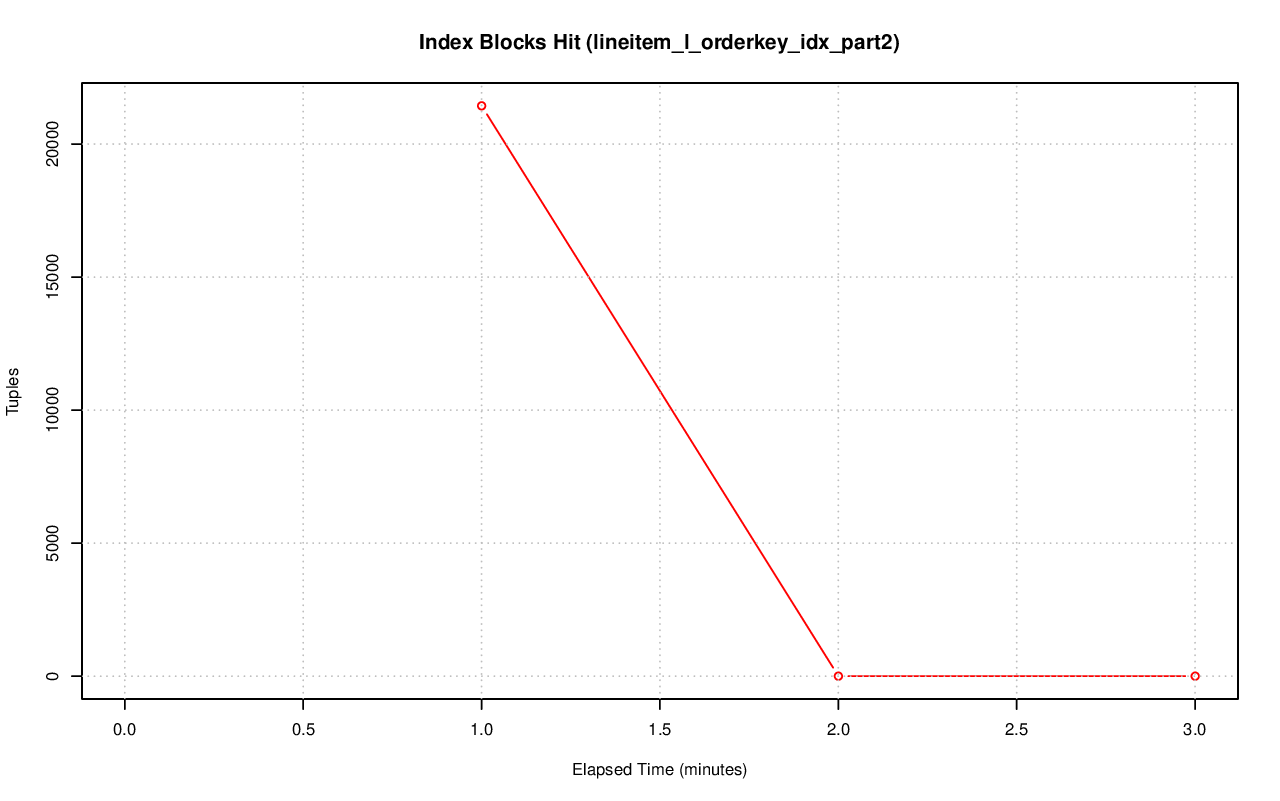 Index Blocks Hit (lineitem_l_orderkey_idx_part2)
20000
15000
10000
5000
0
Tuples
0.0 0.5 1.0 1.5 2.0 2.5 3.0
Elapsed Time (minutes)